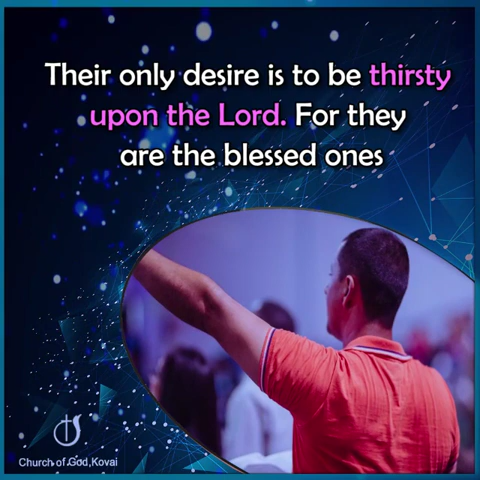 Their only desire is to be thirsty
upon the Lord. For they
are the blessed ones
Church of God,Kovai